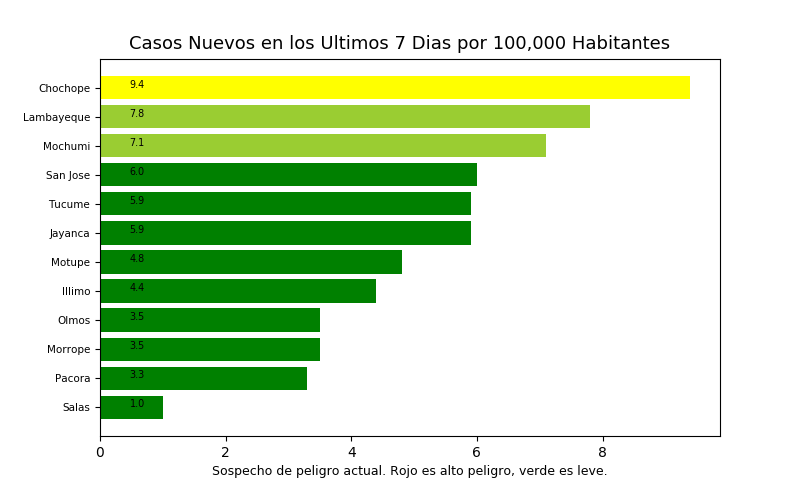 Casos Nuevos en los Ultimos 7 Dias por 100,000 Habitantes
Chochope 9.4
Lambayeque 7.8
Mochumi 7.1
San Jose 6.0
Tucume 5.9
Jayanca 5.9
Motupe 4.8
Illimo 4.4
Olmos 3.5
Morrope 3.5
Pacora 3.3
Salas 1.0
0 2 4 6 8
Sospecho de peligro actual. Rojo es alto peligro, verde es leve.